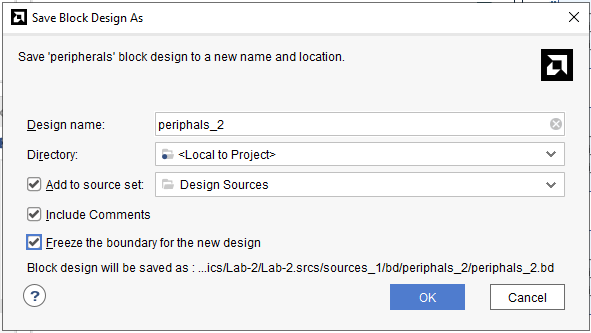 Save Block Design As
Save 'peripherals' block design to a new name and location.
Design name: periphals_2
Directory: <Local to Project>
Add to source set: Design Sources
Include Comments
Freeze the boundary for the new design
Block design will be saved as : ...ics/Lab-2/Lab-2.srcs/sources_1/bd/periphals_2/periphals_2.bd
? OK Cancel